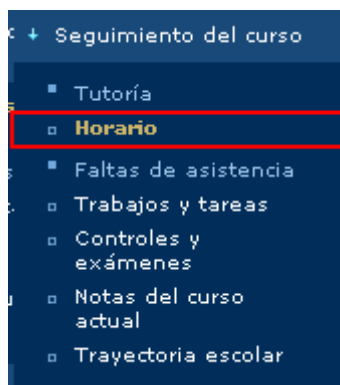 Seguimiento del curso
Tutoría
Horario
Faltas de asistencia
Trabajos y tareas
Controles y
exámenes
Notas del curso
actual
Trayectoria escolar